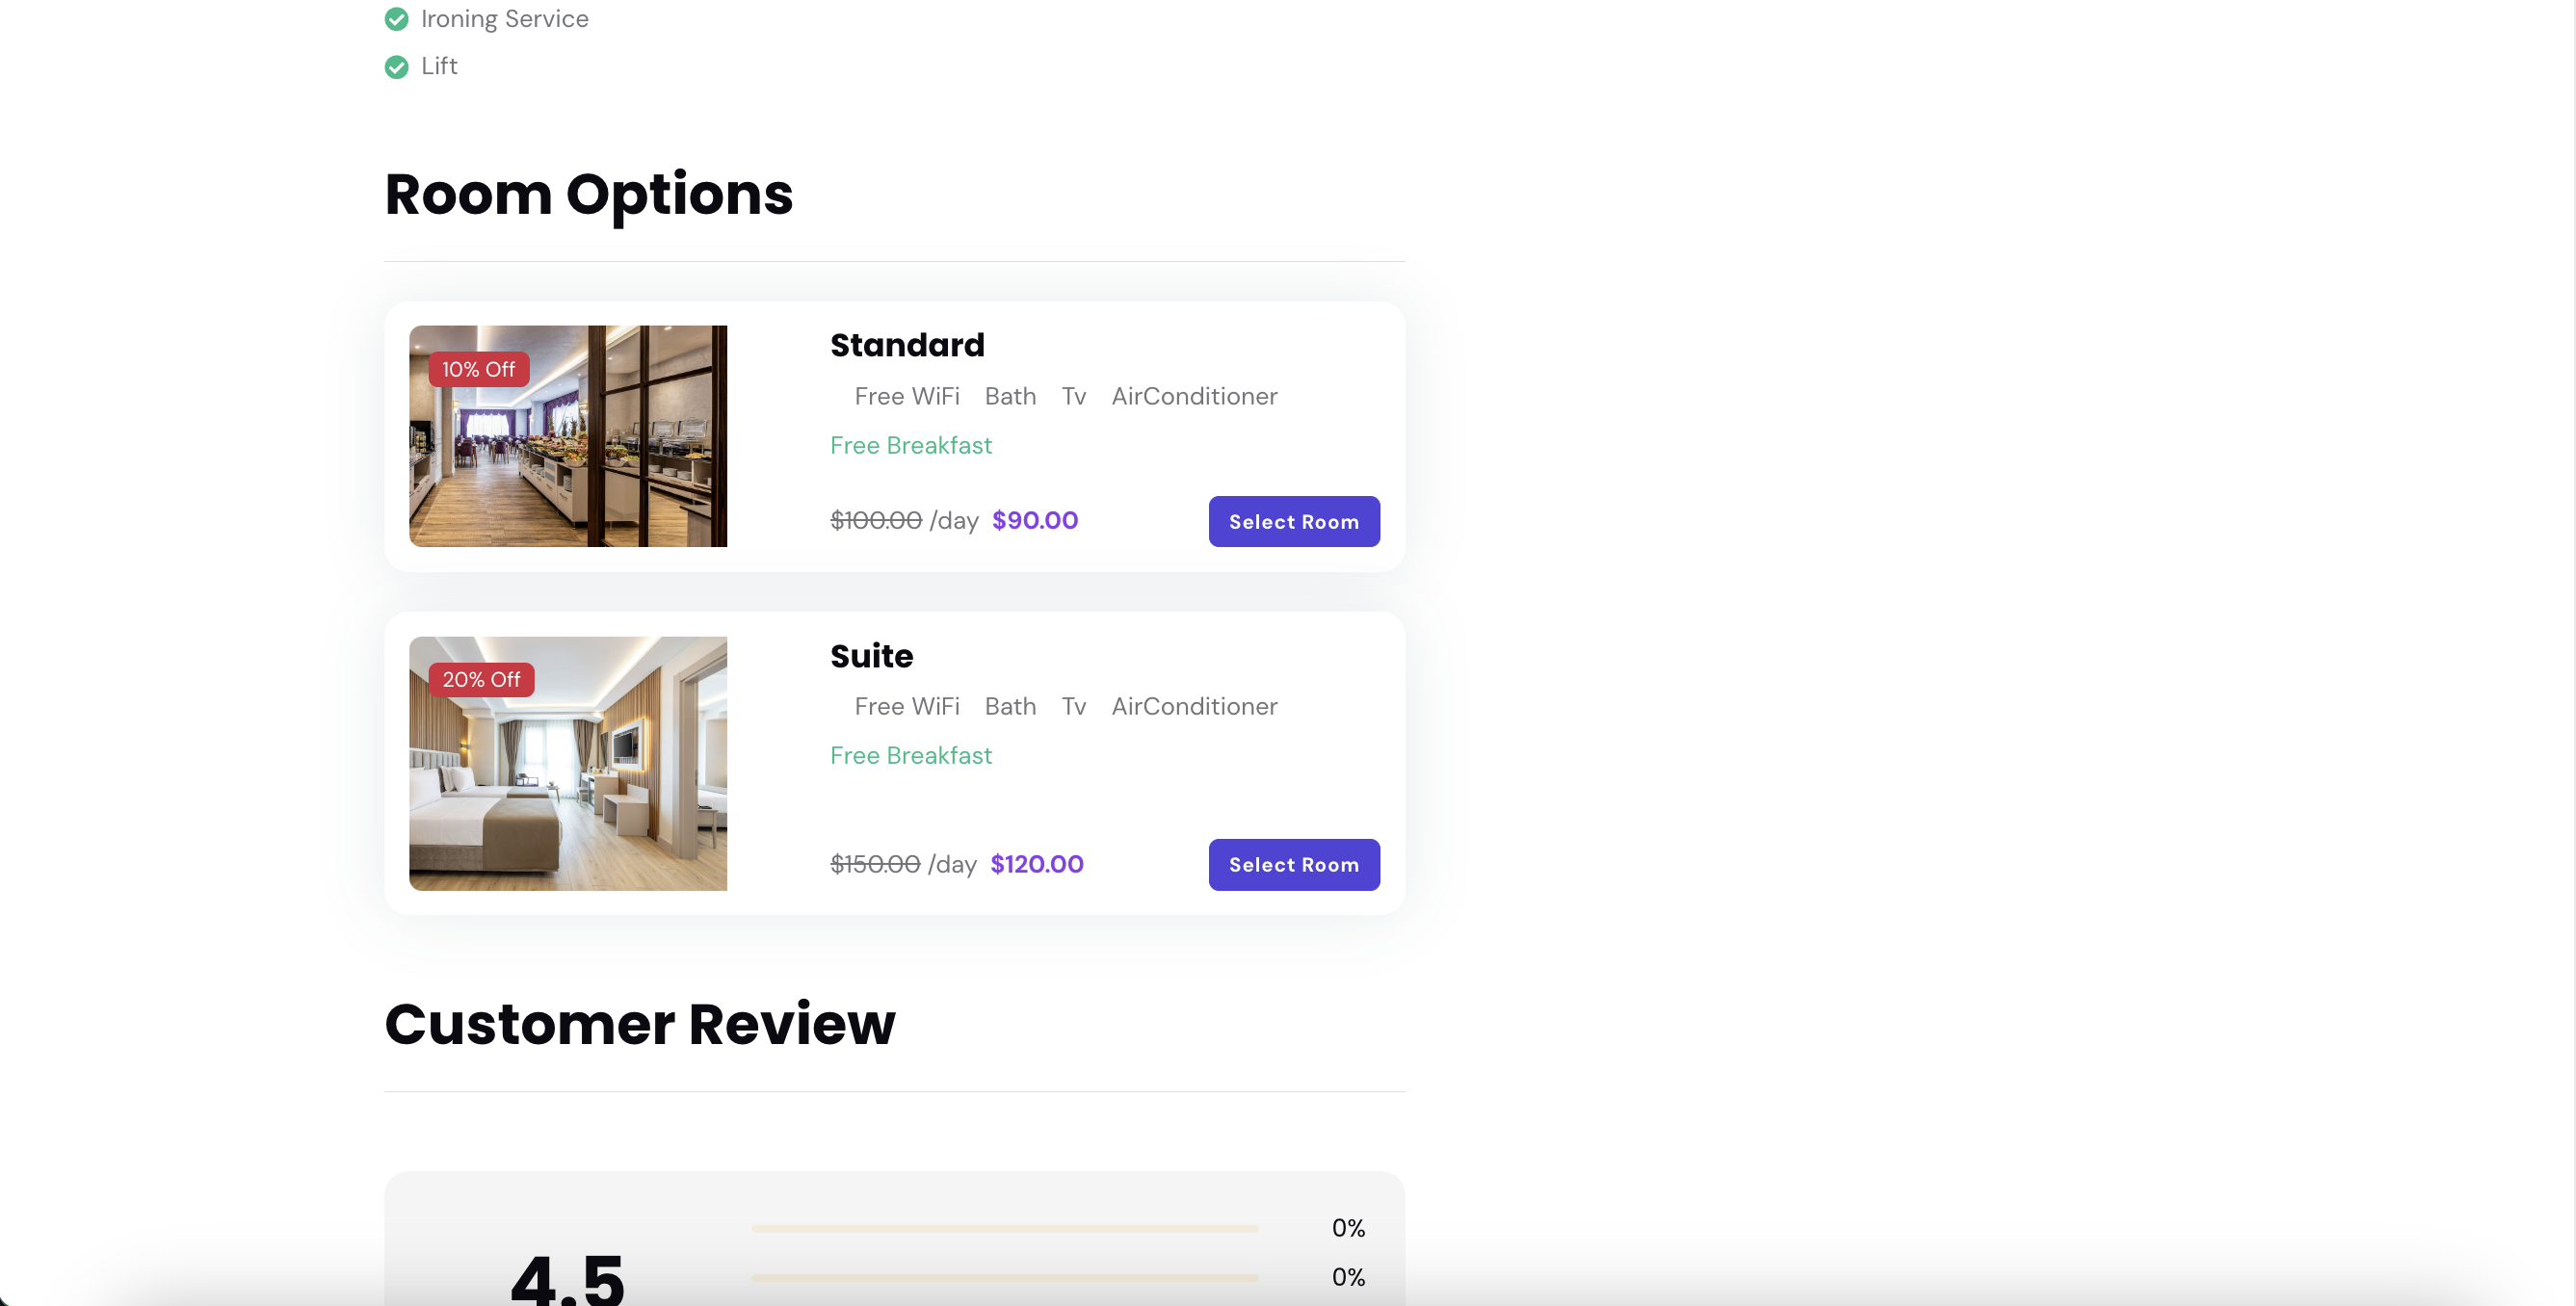 Ironing Service
Lift
Room Options
10% Off
Standard
Free WiFi Bath Tv AirConditioner
Free Breakfast
$100.00 /day $90.00
Select Room
20% Off
Suite
Free WiFi Bath Tv AirConditioner
Free Breakfast
$150.00 /day $120.00
Select Room
Customer Review
0%
4.5
0%